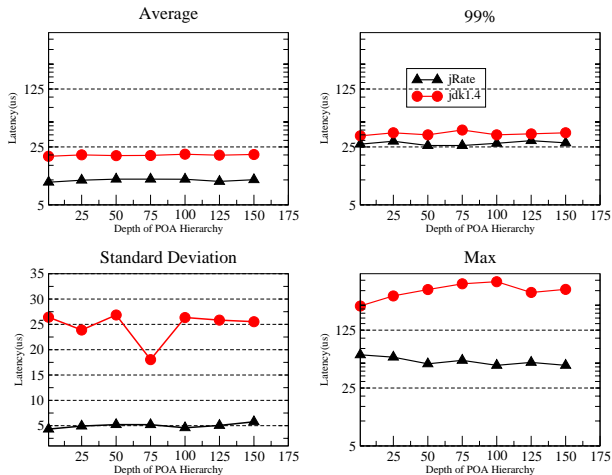 Average
99%
Latency(us)
125
25
5
25 50 75 100 125 150 175
Depth of POA Hierarchy
Latency(us)
125
25
5
jRate
jdk1.4
25 50 75 100 125 150 175
Depth of POA Hierarchy
Standard Deviation
Max
Latency(us)
35
30
25
20
15
10
5
25 50 75 100 125 150 175
Depth of POA Hierarchy
Latency(us)
125
25
5
25 50 75 100 125 150 175
Depth of POA Hierarchy